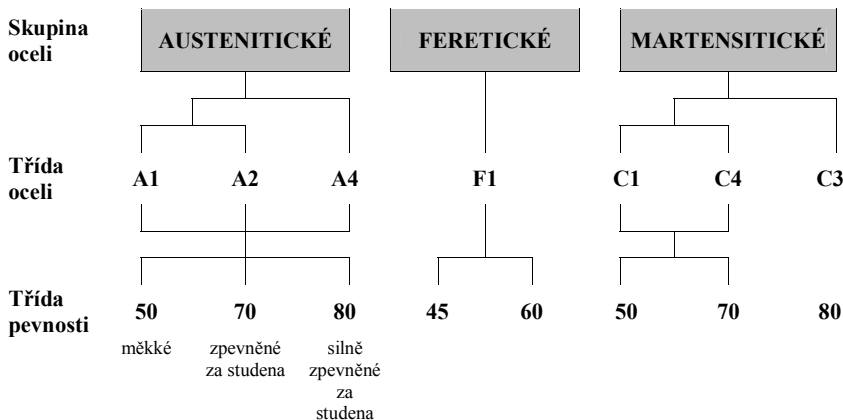 Skupina
oceli
AUSTENITICKÉ
FERETICKÉ
MARTENSITICKÉ
Třída
oceli
A1
A2
A4
F1
C1
C4
C3
Třída
pevnosti
50
70
80
45
60
50
70
80
měkké
zpevněné
za studena
silně
zpevněné
za
studena